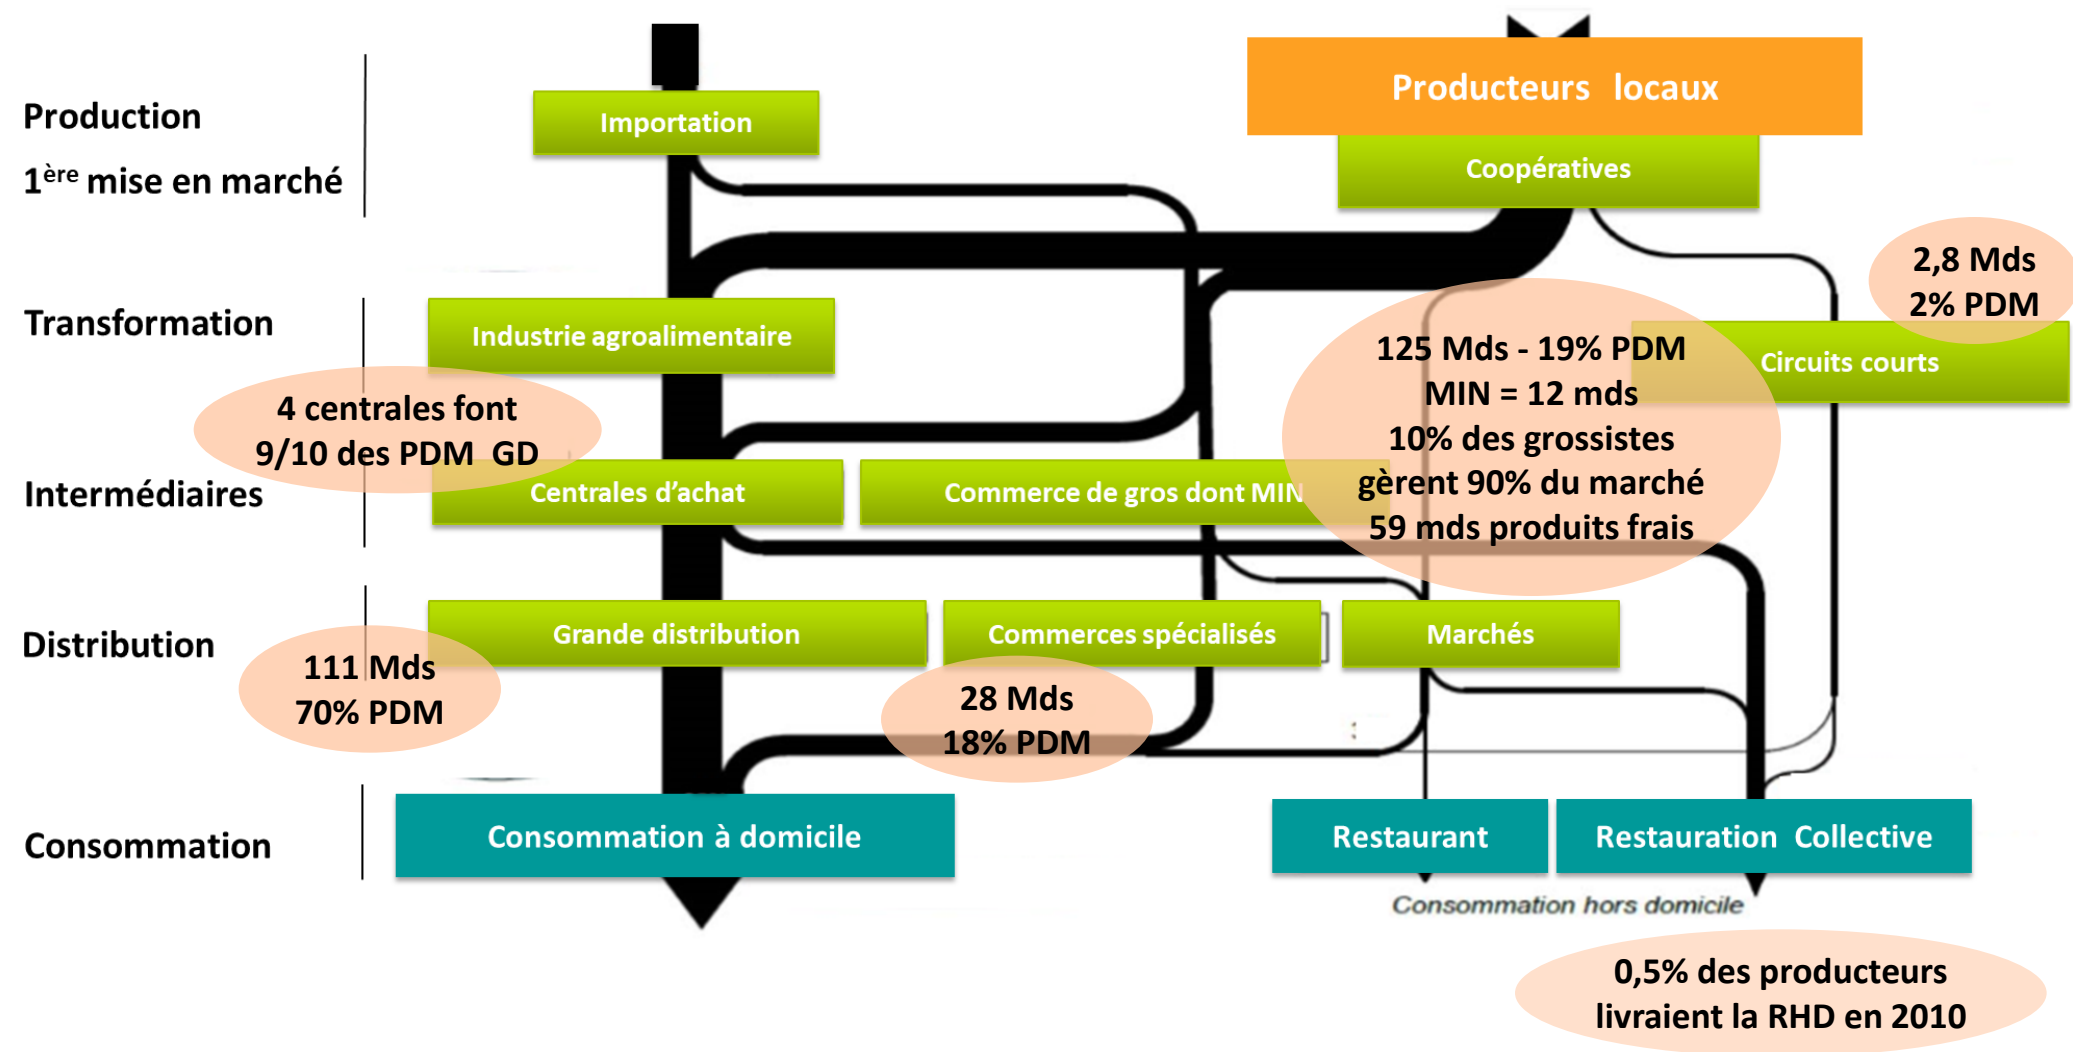 Production
1ère mise en marché
Importation
Producteurs locaux
Coopératives
2,8 Mds
2% PDM
Transformation
Industrie agroalimentaire
Circuits courts
125 Mds - 19% PDM
MIN = 12 mds
10% des grossistes
gèrent 90% du marché
59 mds produits frais
4 centrales font
9/10 des PDM GD
Intermédiaires
Centrales d'achat
Commerce de gros dont MIN
Distribution
Grande distribution
Commerces spécialisés
Marchés
111 Mds
70% PDM
28 Mds
18% PDM
Consommation
Consommation à domicile
Restaurant
Restauration Collective
Consommation hors domicile
0,5% des producteurs
livraient la RHD en 2010